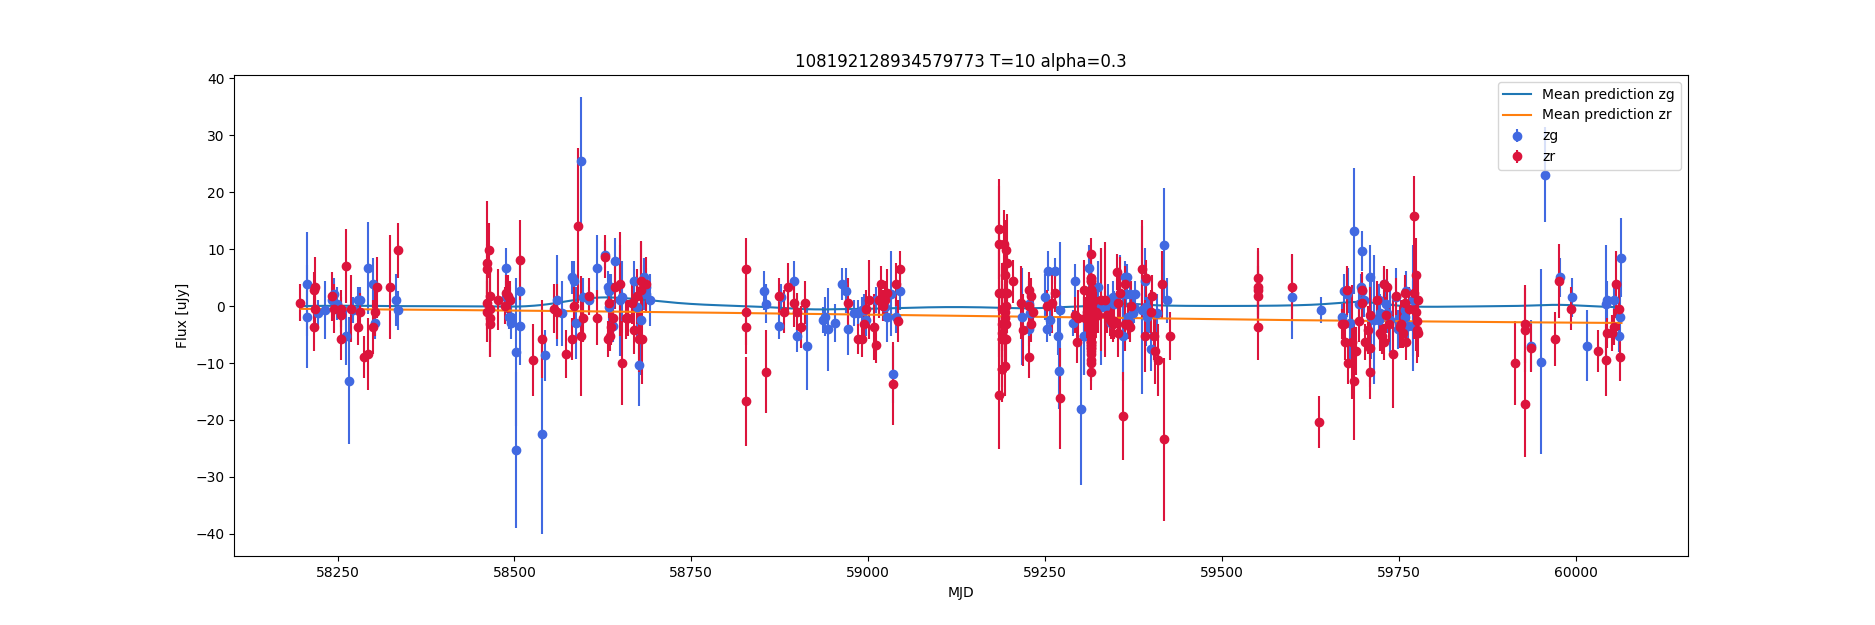 108192128934579773 T=10 alpha=0.3
Flux [uJy]
40
30
20
10
0
−10
−20
−30
−40
58250 58500 58750 59000 59250 59500 59750 60000
MJD
Mean prediction zg
Mean prediction zr
zg
zr